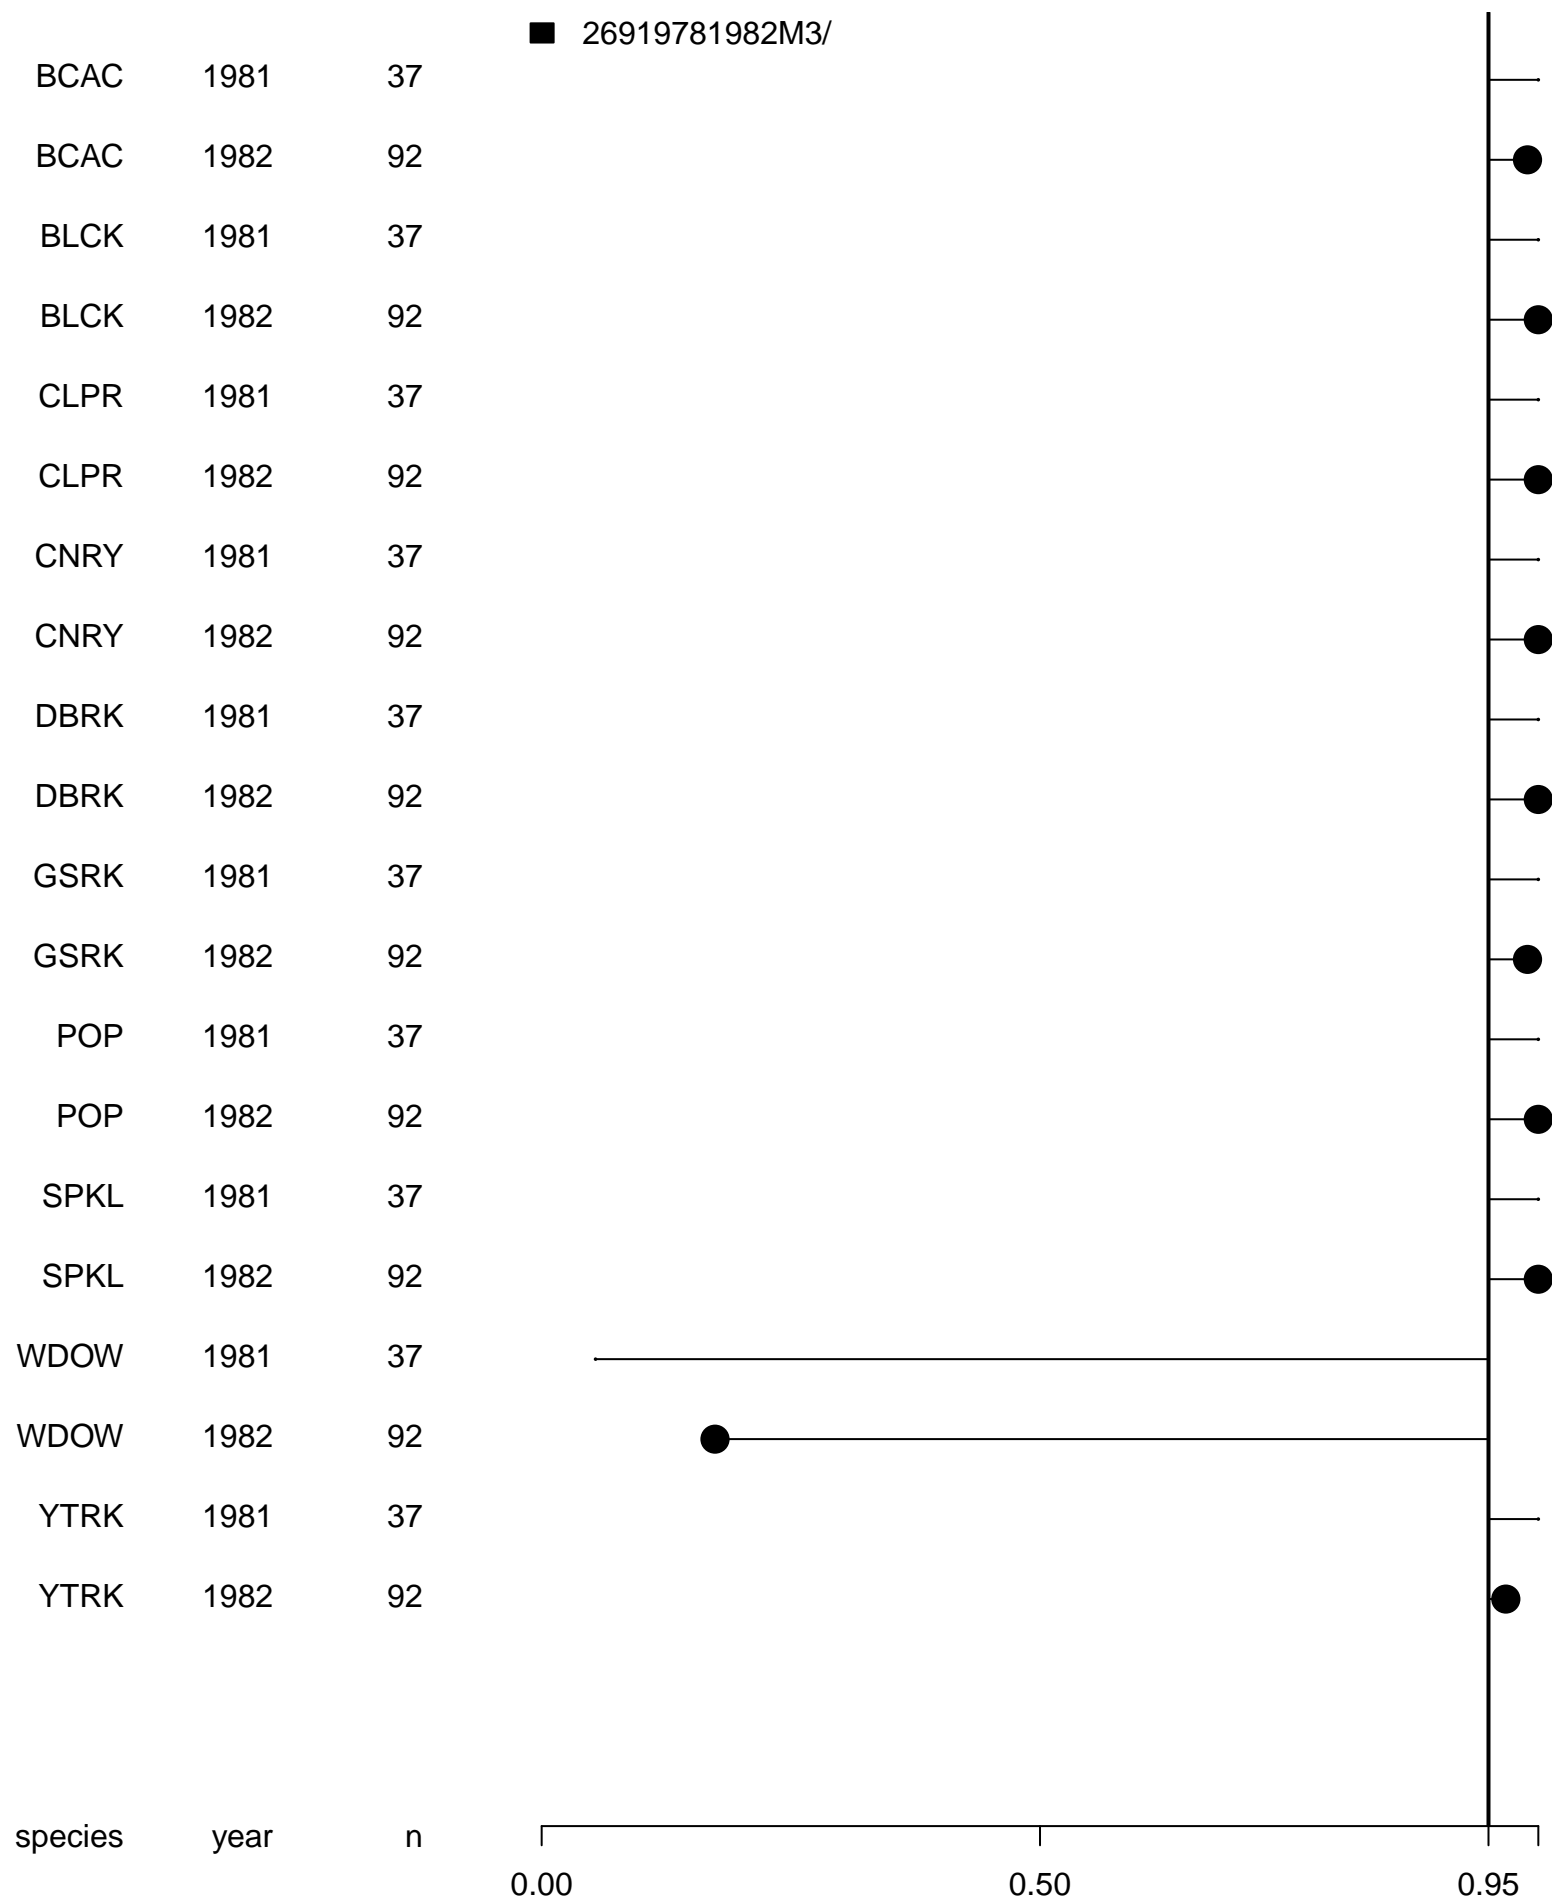 26919781982M3/
BCAC 1981 37
BCAC 1982 92
BLCK 1981 37
BLCK 1982 92
CLPR 1981 37
CLPR 1982 92
CNRY 1981 37
CNRY 1982 92
DBRK 1981 37
DBRK 1982 92
GSRK 1981 37
GSRK 1982 92
POP 1981 37
POP 1982 92
SPKL 1981 37
SPKL 1982 92
WDOW 1981 37
WDOW 1982 92
YTRK 1981 37
YTRK 1982 92
species year n
0.00 0.50 0.95